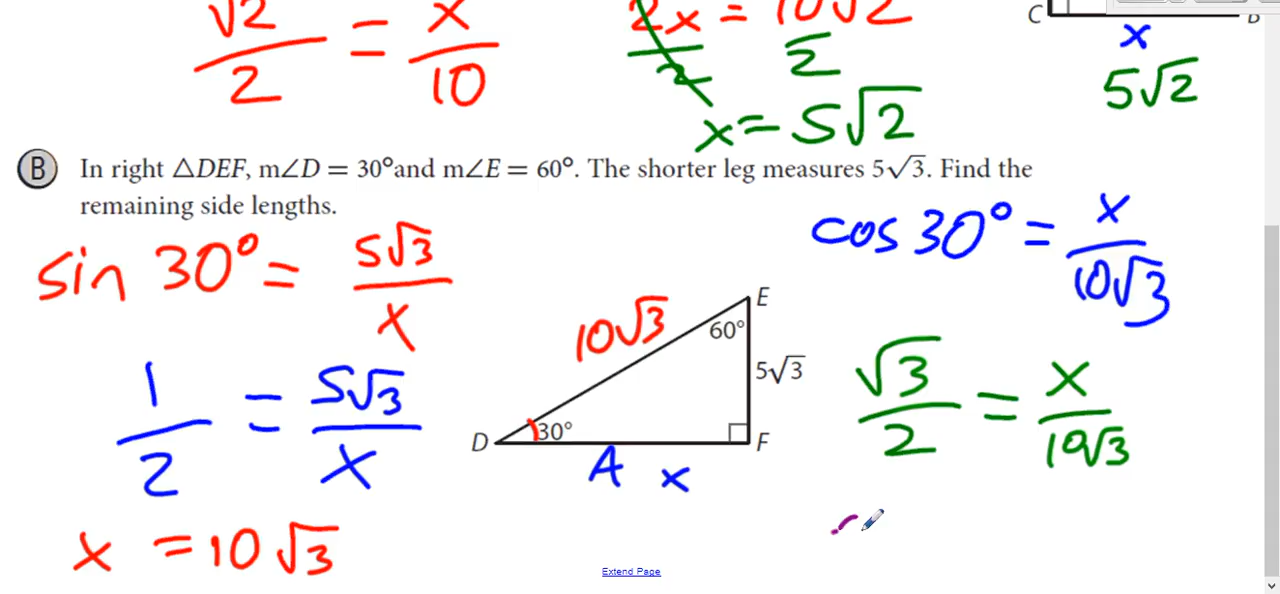 √2/2 = x/10
2x/2 = 10√2/2
x = 5√2
C
x
5√2
B In right △DEF, m∠D = 30°and m∠E = 60°. The shorter leg measures 5√3. Find the
remaining side lengths.
sin 30° = 5√3/x
1/2 = 5√3/x
x = 10√3
10√3
E
60°
5√3
D
30°
F
A x
cos 30° = x/10√3
√3/2 = x/10√3
Extend Page